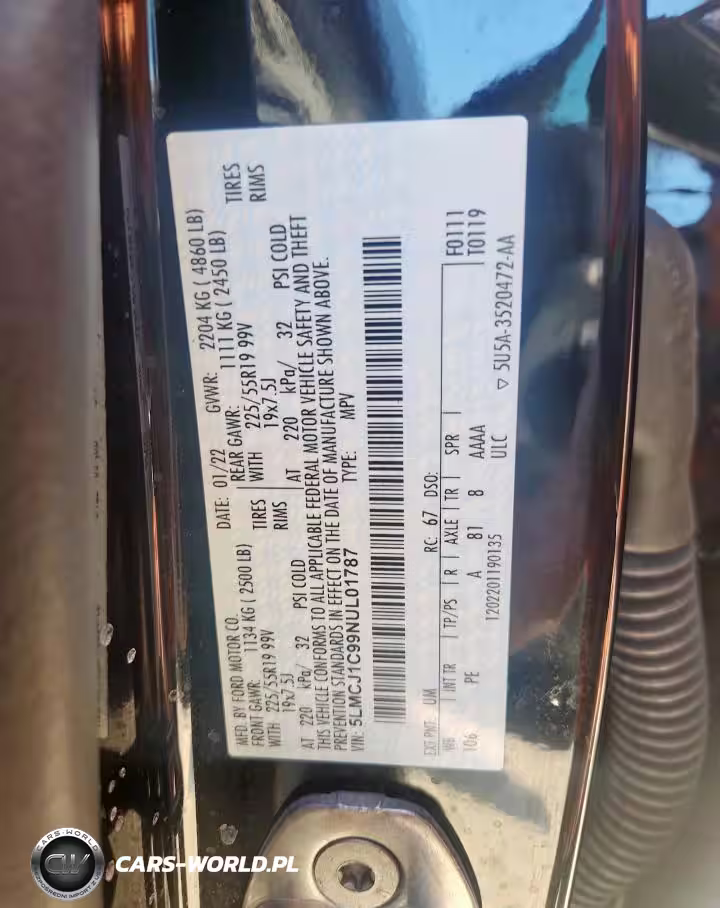 MFD. BY FORD MOTOR CO. DATE: 01/22 GVWR: 2204 KG ( 4860 LB)
FRONT GAWR: REAR GAWR:
1134 KG ( 2500 LB) 1111 KG ( 2450 LB)
WITH 225/55R19 99V TIRES WITH 225/55R19 99V TIRES
19x7.5J RIMS 19x7.5J RIMS
AT 220 kPa/ 32 PSI COLD AT 220 kPa/ 32 PSI COLD
THIS VEHICLE CONFORMS TO ALL APPLICABLE FEDERAL MOTOR VEHICLE SAFETY AND THEFT
PREVENTION STANDARDS IN EFFECT ON THE DATE OF MANUFACTURE SHOWN ABOVE.
VIN: 5LMCJ1C99NUL01787 TYPE: MPV
EXT PNT: UM RC: 67 DSO:
WB INT TR TP/PS R AXLE TR SPR F0111
106 PE A 81 8 AAAA T0119
1202201190135 ULC
▽ 5U5A-3520472-AA
CARS-WORLD
CW
CARS-WORLD.PL